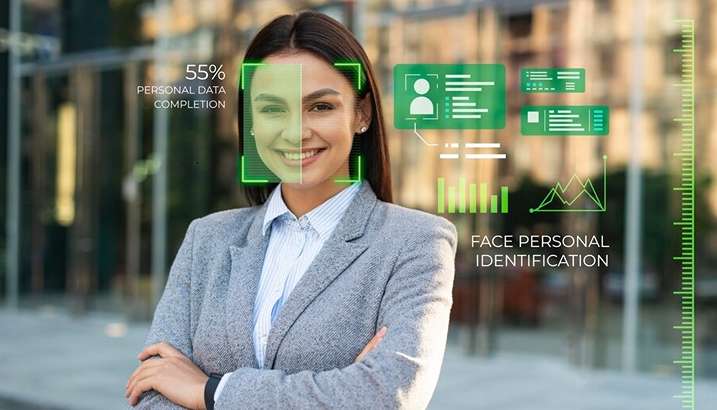 55%
PERSONAL DATA
COMPLETION
FACE PERSONAL
IDENTIFICATION